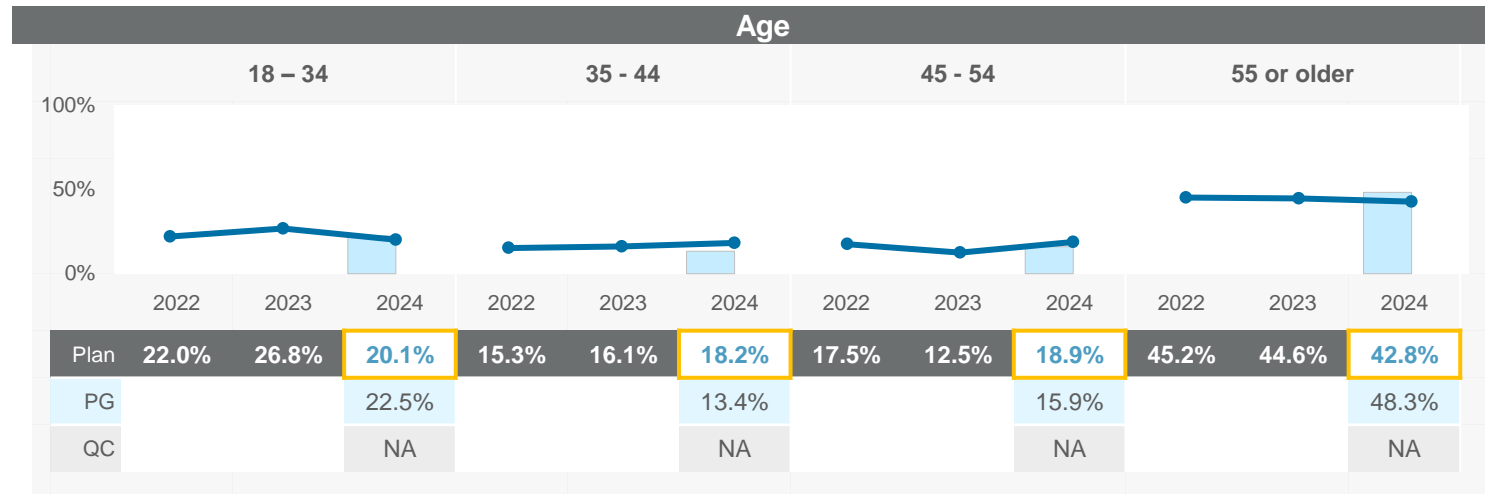 Age
18 – 34 35 - 44 45 - 54 55 or older
100%
50%
0%
2022 2023 2024 2022 2023 2024 2022 2023 2024 2022 2023 2024
Plan 22.0% 26.8% 20.1% 15.3% 16.1% 18.2% 17.5% 12.5% 18.9% 45.2% 44.6% 42.8%
PG 22.5% 13.4% 15.9% 48.3%
QC NA NA NA NA